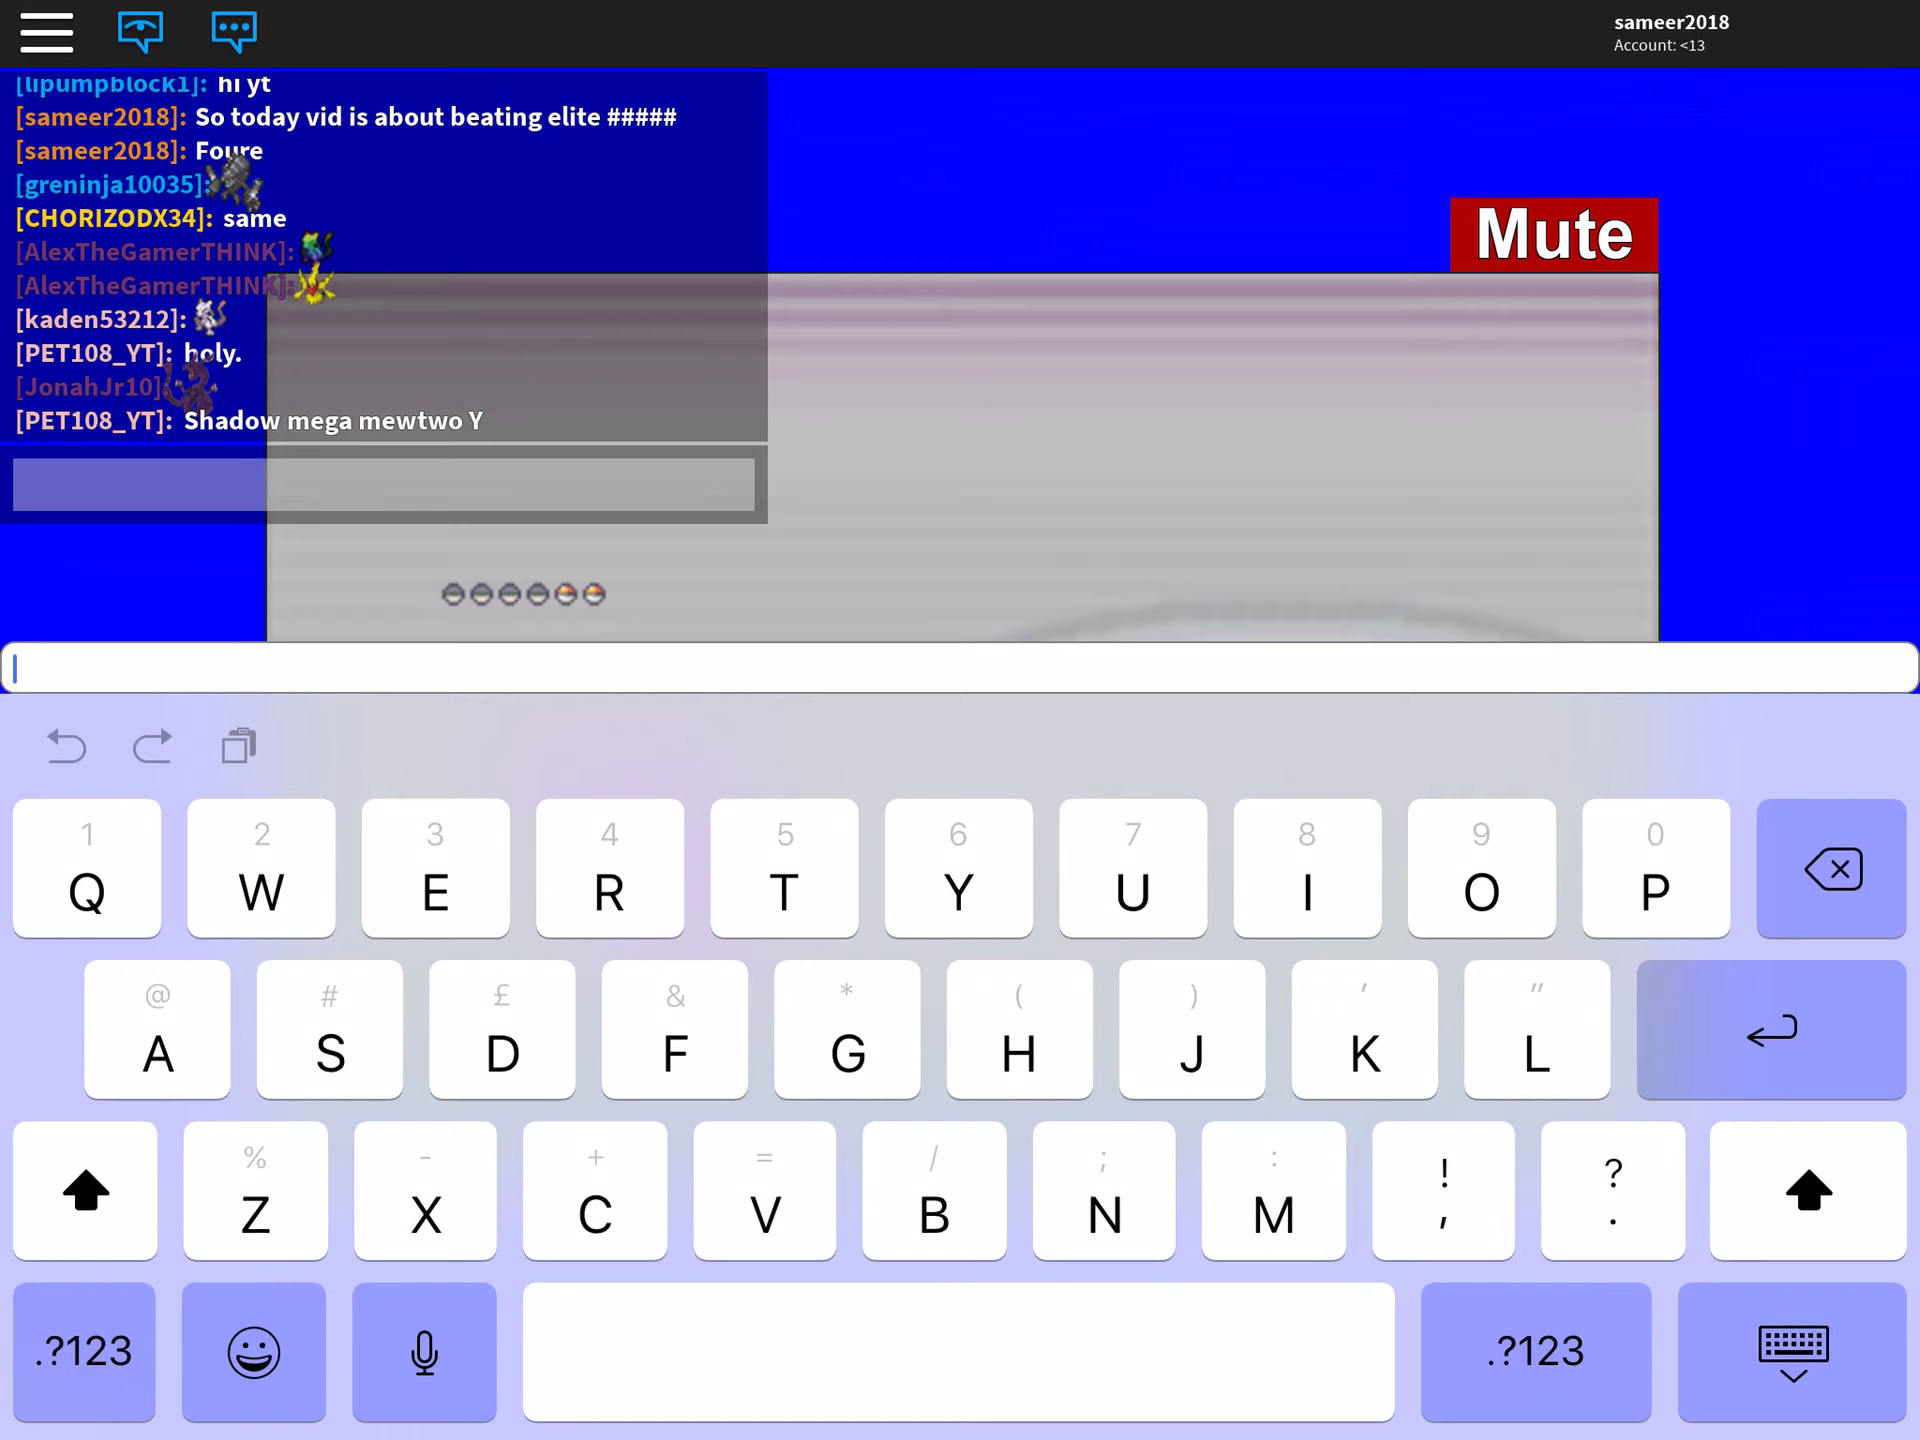 sameer2018
Account: <13
[lipumpblock1]: hi yt
[sameer2018]: So today vid is about beating elite #####
[sameer2018]: Foure
[greninja10035]:
[CHORIZODX34]: same
[AlexTheGamerTHINK]:
[AlexTheGamerTHINK]:
[kaden53212]:
[PET108_YT]: holy.
[JonahJr10]
[PET108_YT]: Shadow mega mewtwo Y
Mute
1 2 3 4 5 6 7 8 9 0
Q W E R T Y U I O P
@ # £ & * ( ) ' "
A S D F G H J K L
% - + = / ; : ! ?
Z X C V B N M , .
.?123 .?123